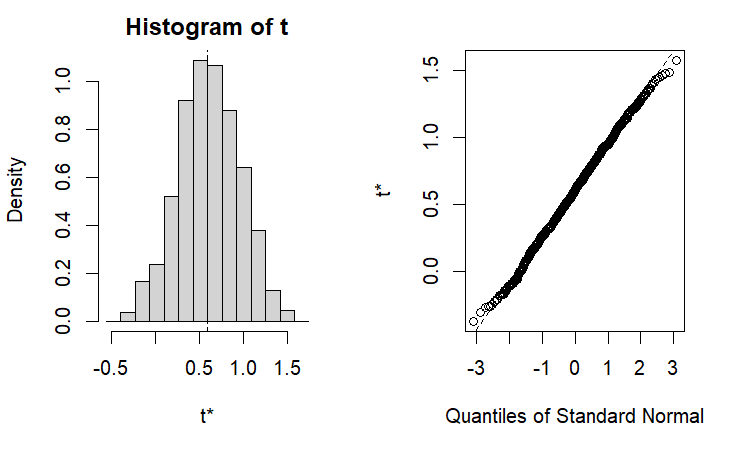 Histogram of t
Density
0.0 0.2 0.4 0.6 0.8 1.0
-0.5 0.5 1.0 1.5
t*
t*
0.0 0.5 1.0 1.5
-3 -1 0 1 2 3
Quantiles of Standard Normal